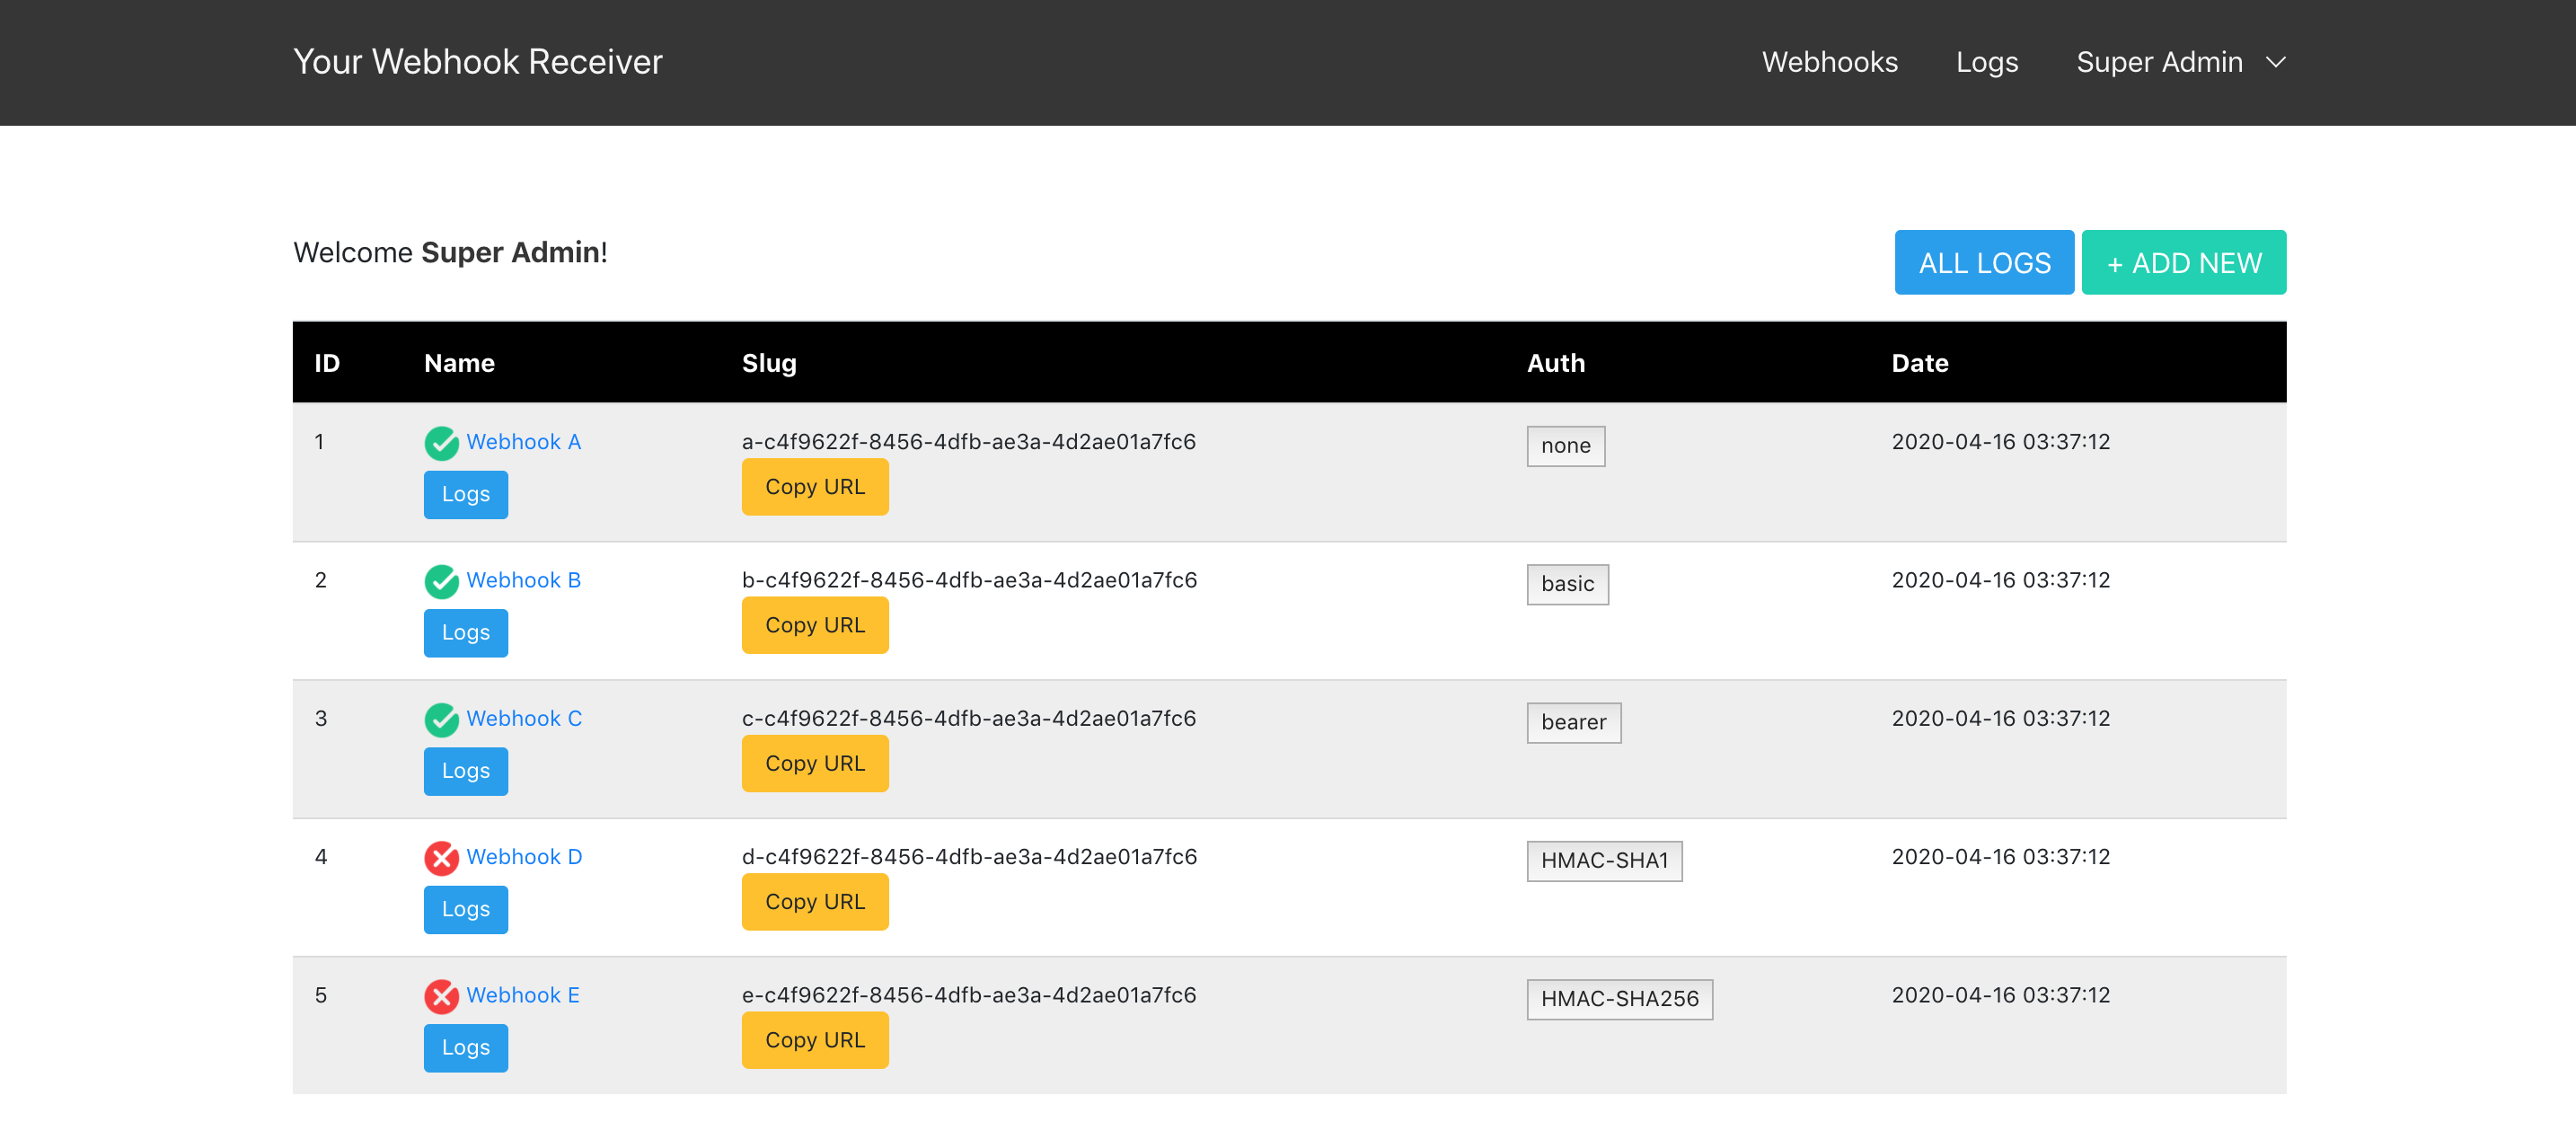 Your Webhook Receiver Webhooks Logs Super Admin
Welcome Super Admin! ALL LOGS + ADD NEW
ID Name Slug Auth Date
1 Webhook A a-c4f9622f-8456-4dfb-ae3a-4d2ae01a7fc6 none 2020-04-16 03:37:12
Logs Copy URL
2 Webhook B b-c4f9622f-8456-4dfb-ae3a-4d2ae01a7fc6 basic 2020-04-16 03:37:12
Logs Copy URL
3 Webhook C c-c4f9622f-8456-4dfb-ae3a-4d2ae01a7fc6 bearer 2020-04-16 03:37:12
Logs Copy URL
4 Webhook D d-c4f9622f-8456-4dfb-ae3a-4d2ae01a7fc6 HMAC-SHA1 2020-04-16 03:37:12
Logs Copy URL
5 Webhook E e-c4f9622f-8456-4dfb-ae3a-4d2ae01a7fc6 HMAC-SHA256 2020-04-16 03:37:12
Logs Copy URL